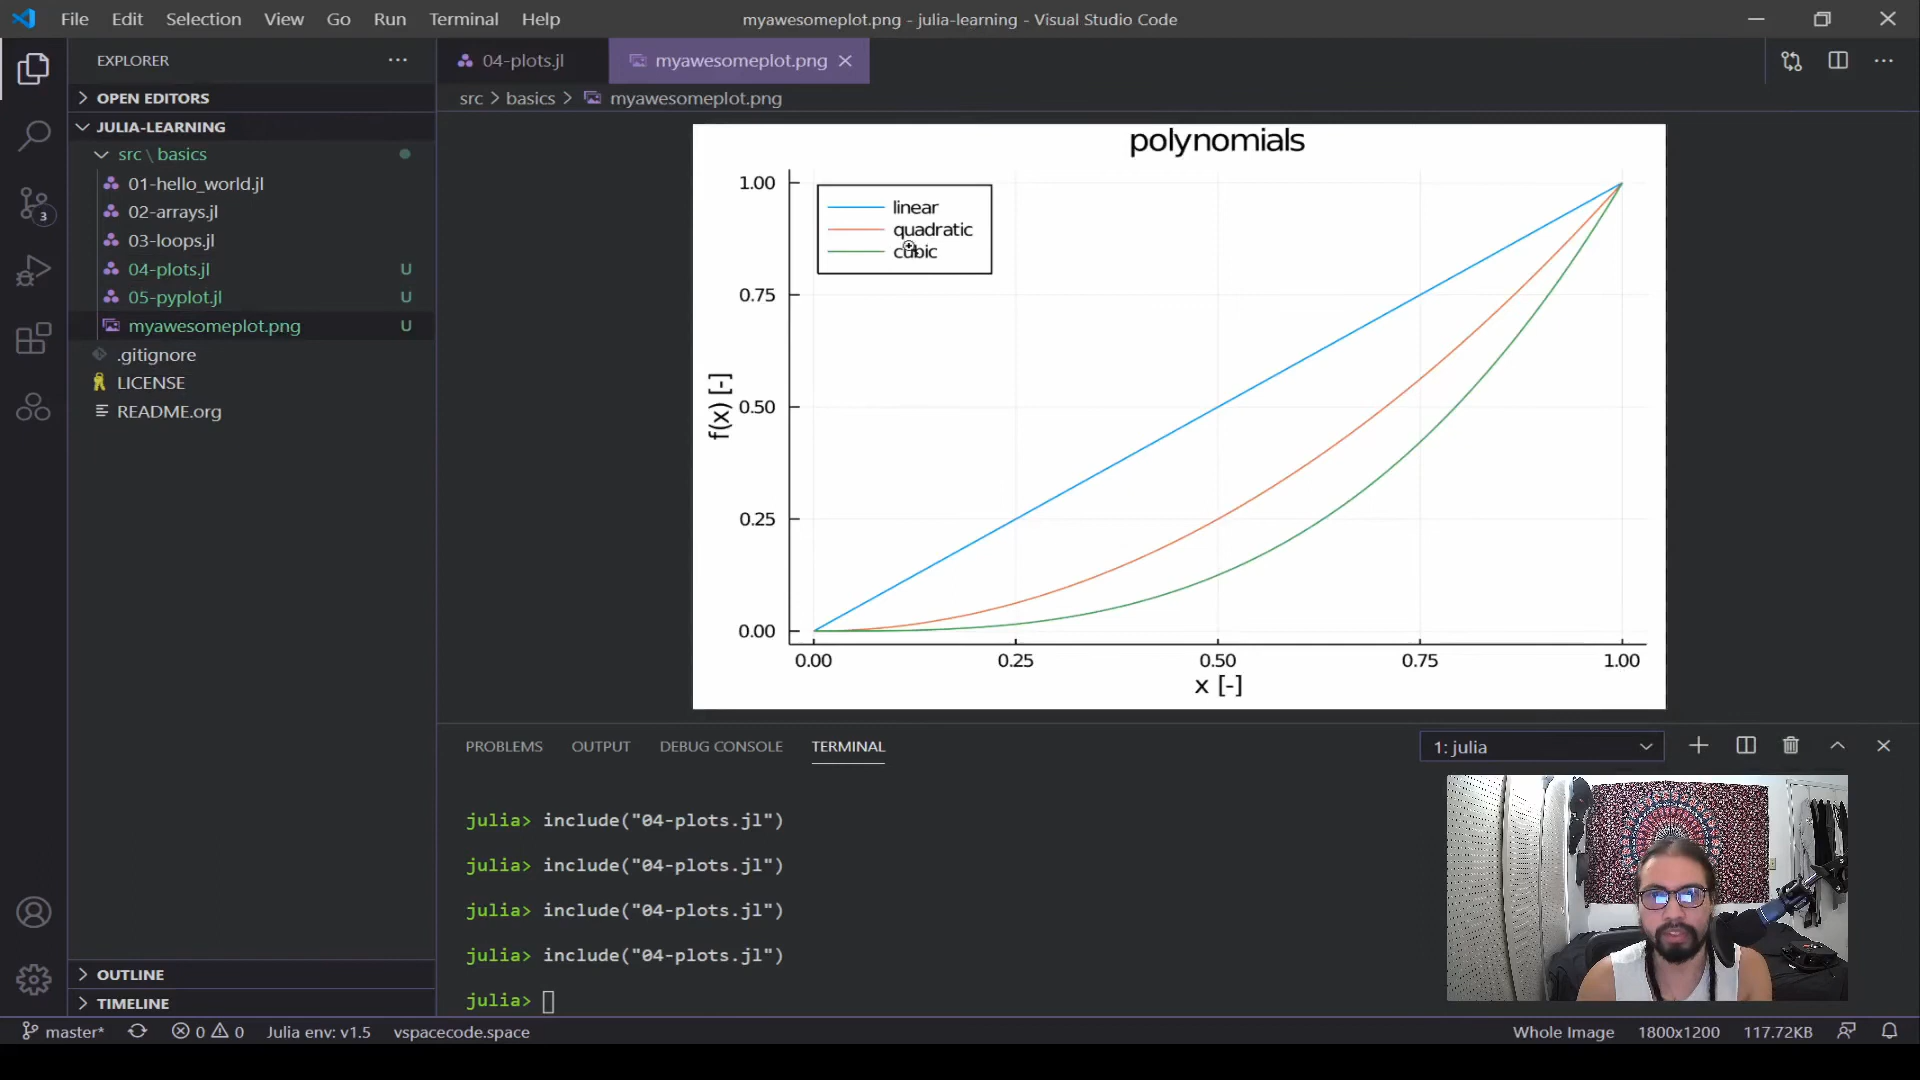 File Edit Selection View Go Run Terminal Help
myawesomeplot.png - julia-learning - Visual Studio Code
EXPLORER
OPEN EDITORS
JULIA-LEARNING
src \ basics
01-hello_world.jl
02-arrays.jl
03-loops.jl
04-plots.jl U
05-pyplot.jl U
myawesomeplot.png U
.gitignore
LICENSE
README.org
3
OUTLINE
TIMELINE
04-plots.jl myawesomeplot.png
src > basics > myawesomeplot.png
polynomials
linear
quadratic
cubic
1.00
0.75
0.50
0.25
0.00
f(x) [-]
0.00 0.25 0.50 0.75 1.00
x [-]
PROBLEMS OUTPUT DEBUG CONSOLE TERMINAL
1: julia
julia> include("04-plots.jl")
julia> include("04-plots.jl")
julia> include("04-plots.jl")
julia> include("04-plots.jl")
julia>
master* 0 0 Julia env: v1.5 vspacecode.space
Whole Image 1800x1200 117.72KB